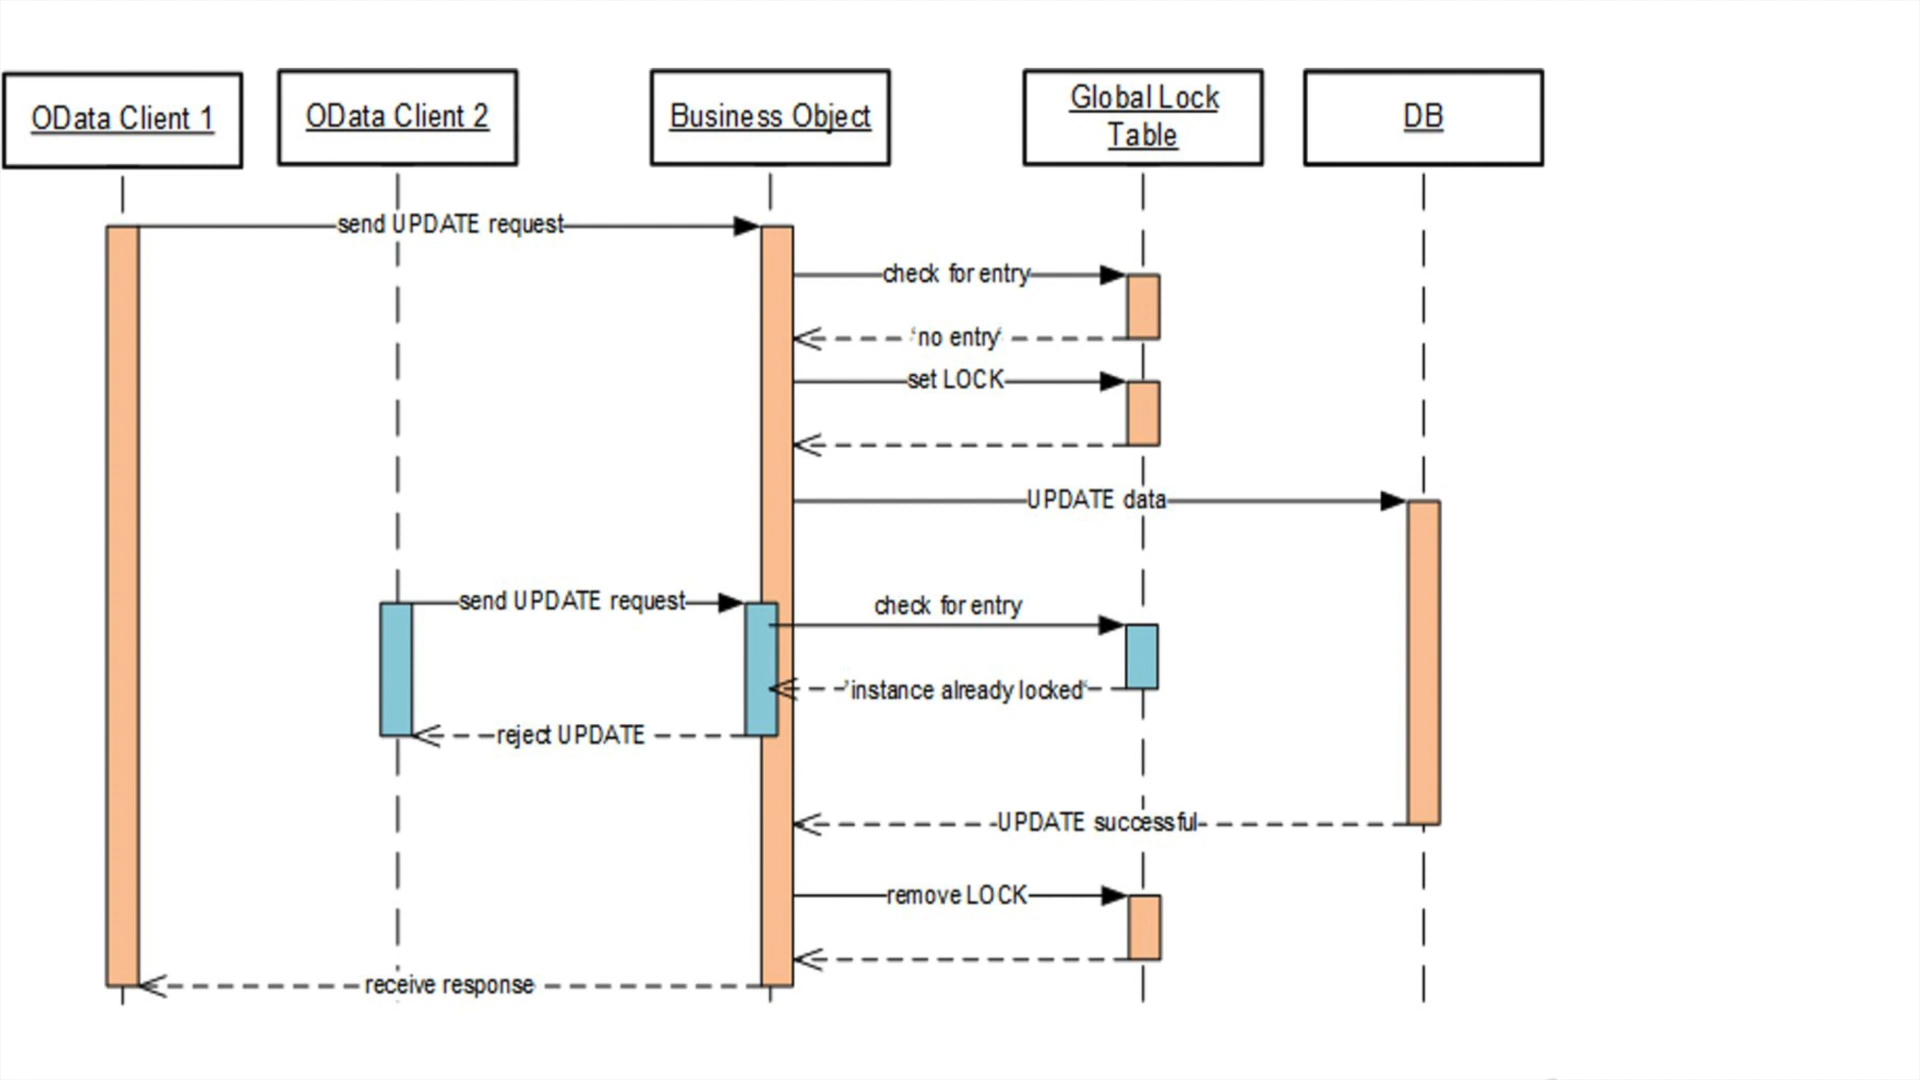 OData Client 1
OData Client 2
Business Object
Global Lock
Table
DB
send UPDATE request
check for entry
'no entry'
set LOCK
UPDATE data
send UPDATE request
check for entry
'instance already locked'
reject UPDATE
UPDATE successful
remove LOCK
receive response